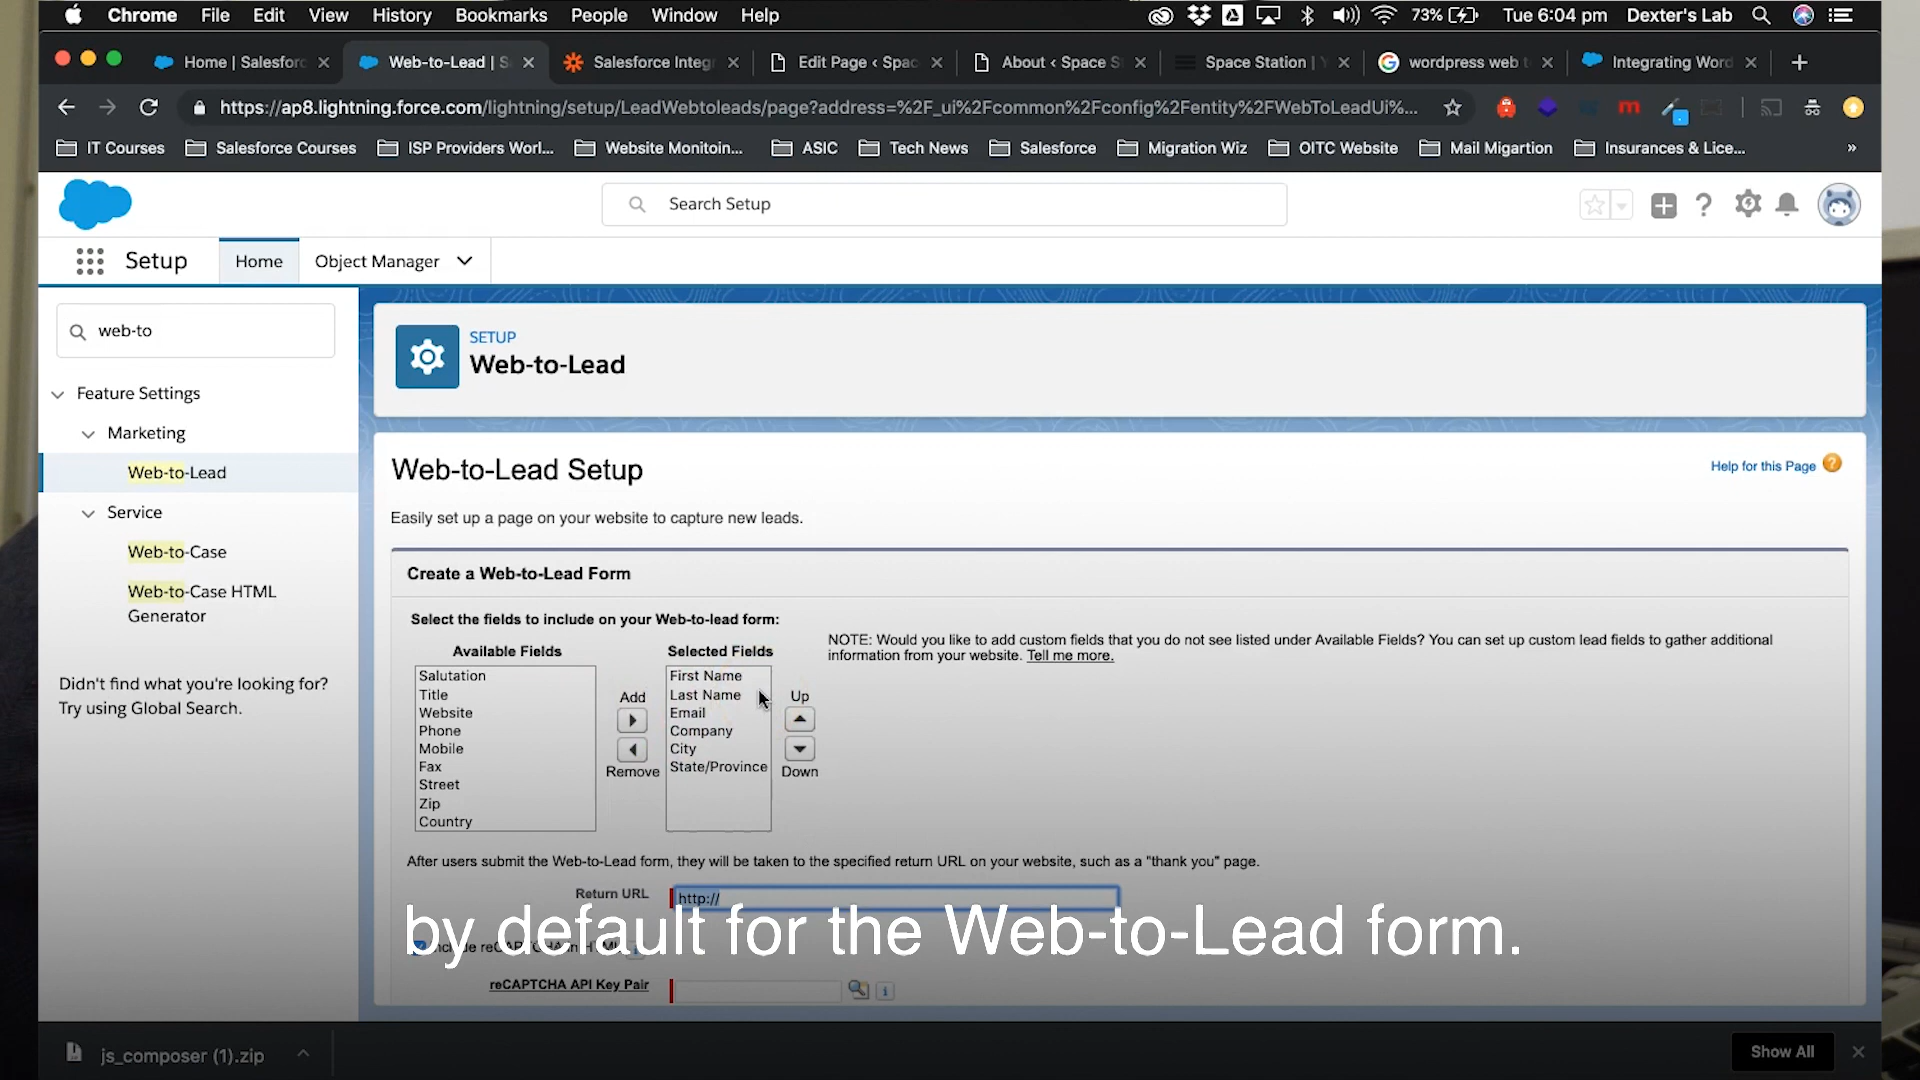 Chrome File Edit View History Bookmarks People Window Help 73% Tue 6:04 pm Dexter's Lab
Home | Salesforc Web-to-Lead | S Salesforce Integr Edit Page ‹ Spac About ‹ Space S Space Station | Y wordpress web t Integrating Word
https://ap8.lightning.force.com/lightning/setup/LeadWebtoleads/page?address=%2F_ui%2Fcommon%2Fconfig%2Fentity%2FWebToLeadUi%...
IT Courses Salesforce Courses ISP Providers Worl... Website Monitoin... ASIC Tech News Salesforce Migration Wiz OITC Website Mail Migartion Insurances & Lice... »
Search Setup
Setup Home Object Manager
web-to
Feature Settings
Marketing
Web-to-Lead
Service
Web-to-Case
Web-to-Case HTML
Generator
Didn't find what you're looking for?
Try using Global Search.
SETUP
Web-to-Lead
Web-to-Lead Setup
Help for this Page
Easily set up a page on your website to capture new leads.
Create a Web-to-Lead Form
Select the fields to include on your Web-to-lead form:
Available Fields
Salutation
Title
Website
Phone
Mobile
Fax
Street
Zip
Country
Add
Remove
Selected Fields
First Name
Last Name
Email
Company
City
State/Province
Up
Down
NOTE: Would you like to add custom fields that you do not see listed under Available Fields? You can set up custom lead fields to gather additional
information from your website. Tell me more.
After users submit the Web-to-Lead form, they will be taken to the specified return URL on your website, such as a "thank you" page.
Return URL http://
by default for the Web-to-Lead form.
reCAPTCHA API Key Pair
js_composer (1).zip
Show All